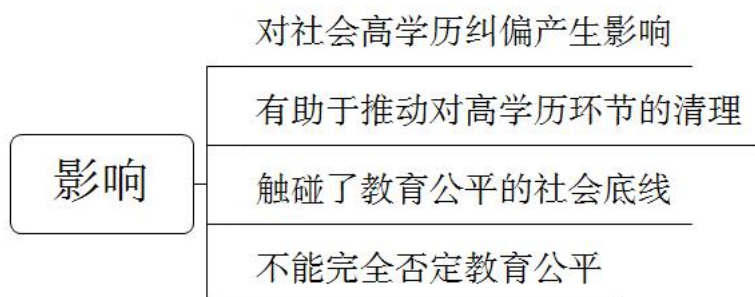 对社会高学历纠偏产生影响
有助于推动对高学历环节的清理
影响
触碰了教育公平的社会底线
不能完全否定教育公平